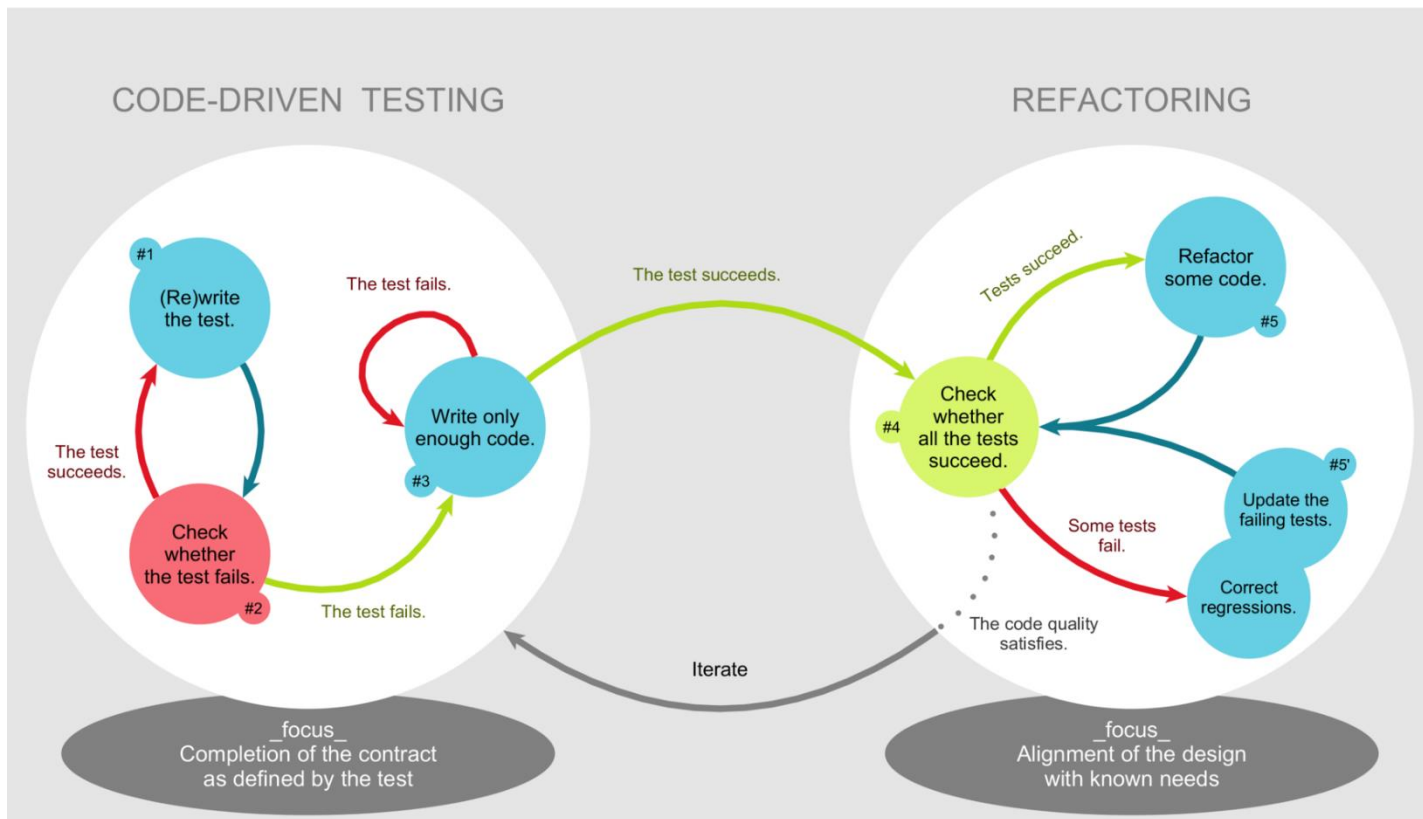 CODE-DRIVEN TESTING
REFACTORING
#1
(Re)write
the test.
The test
succeeds.
Check
whether
the test fails.
#2
The test fails.
The test fails.
Write only
enough code.
#3
The test succeeds.
#4
Check
whether
all the tests
succeed.
Tests succeed.
Refactor
some code.
#5
#5'
Update the
failing tests.
Some tests
fail.
Correct
regressions.
The code quality
satisfies.
Iterate
_focus_
Completion of the contract
as defined by the test
_focus_
Alignment of the design
with known needs